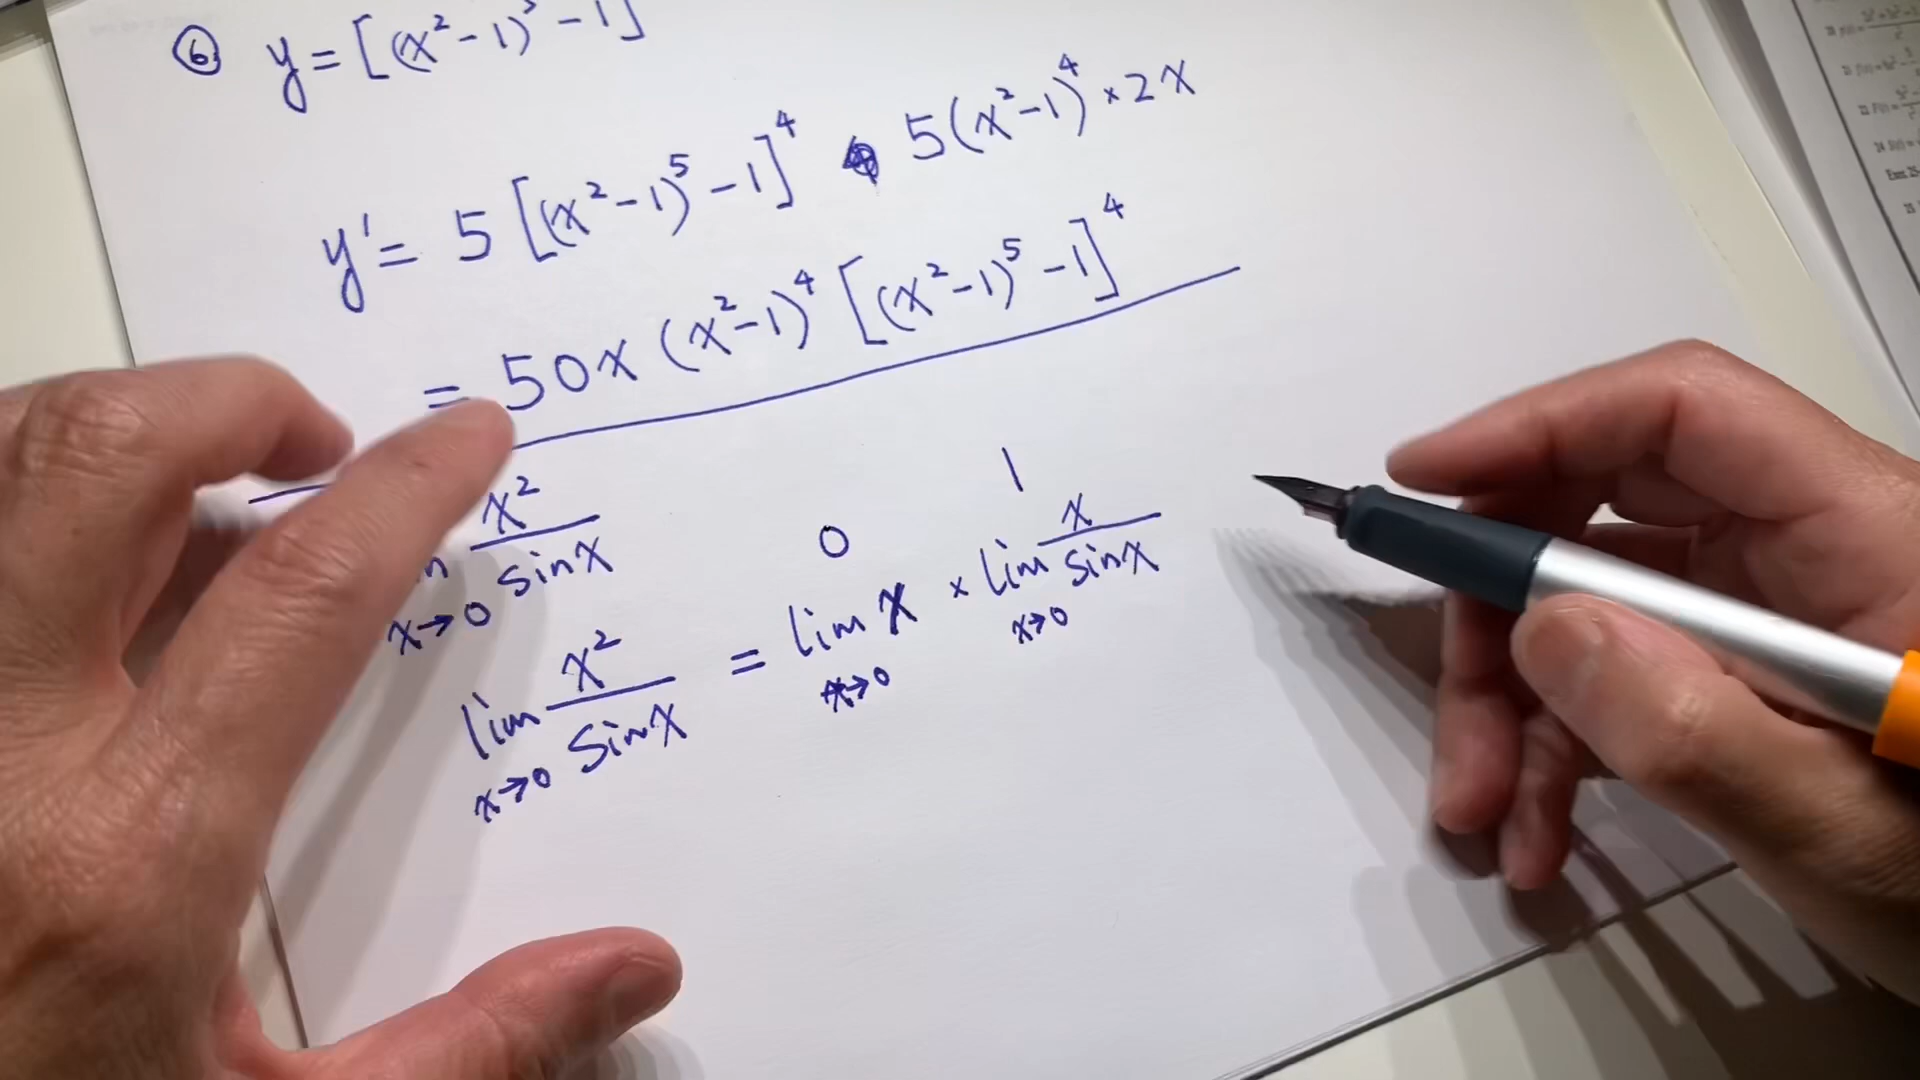 ⑥ y = [(x² - 1)⁵ - 1]
y' = 5 [(x² - 1)⁵ - 1]⁴ 5(x² - 1)⁴ × 2x
= 50x (x² - 1)⁴ [(x² - 1)⁵ - 1]⁴
x²/sinx x→0
0 1
lim x→0 x²/sinx = lim x→0 x × lim x→0 x/sinx